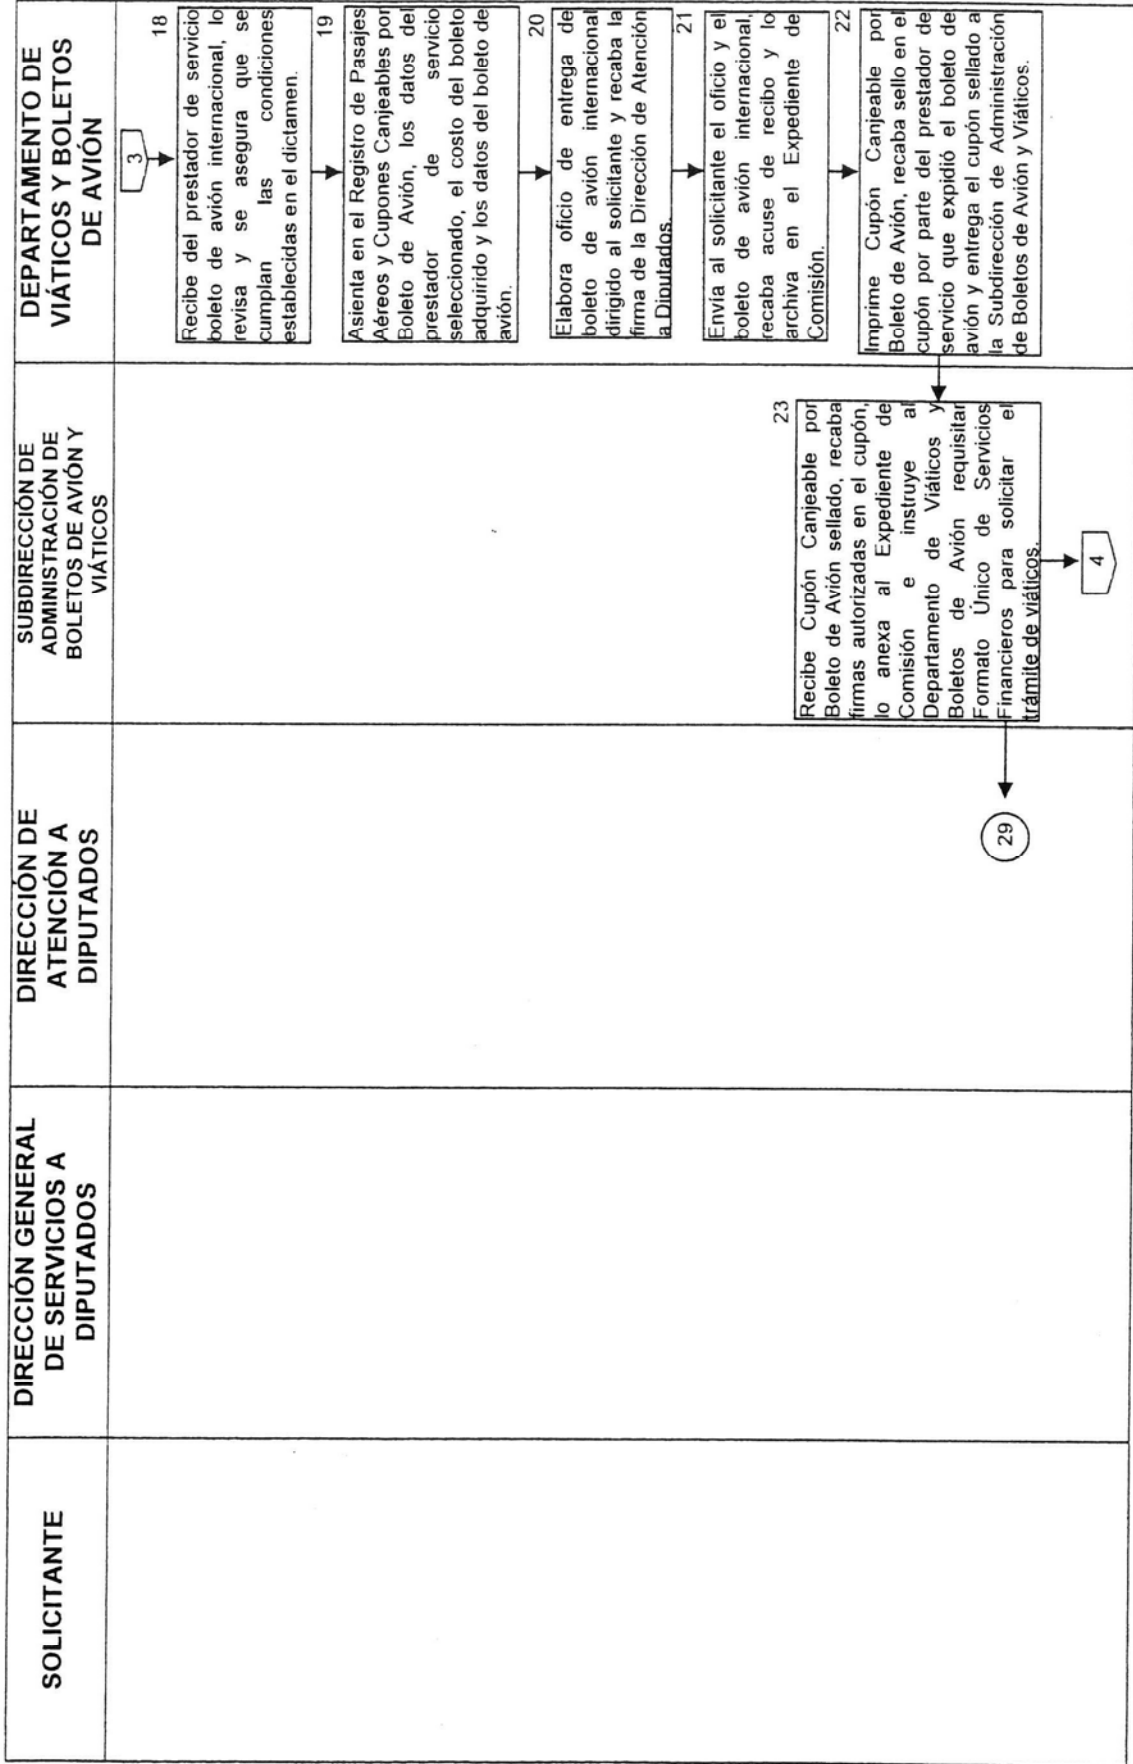 SOLICITANTE
DIRECCIÓN GENERAL
DE SERVICIOS A
DIPUTADOS
DIRECCIÓN DE
ATENCIÓN A
DIPUTADOS
SUBDIRECCIÓN DE
ADMINISTRACIÓN DE
BOLETOS DE AVIÓN Y
VIÁTICOS
DEPARTAMENTO DE
VIÁTICOS Y BOLETOS
DE AVIÓN
3
18
Recibe del prestador de servicio
boleto de avión internacional, lo
revisa y se asegura que se
cumplan las condiciones
establecidas en el dictamen.
19
Asienta en el Registro de Pasajes
Aéreos y Cupones Canjeables por
Boleto de Avión, los datos del
prestador de servicio
seleccionado, el costo del boleto
adquirido y los datos del boleto de
avión.
20
Elabora oficio de entrega de
boleto de avión internacional
dirigido al solicitante y recaba la
firma de la Dirección de Atención
a Diputados.
21
Envía al solicitante el oficio y el
boleto de avión internacional,
recaba acuse de recibo y lo
archiva en el Expediente de
Comisión.
22
Imprime Cupón Canjeable por
Boleto de Avión, recaba sello en el
cupón por parte del prestador de
servicio que expidió el boleto de
avión y entrega el cupón sellado a
la Subdirección de Administración
de Boletos de Avión y Viáticos.
23
Recibe Cupón Canjeable por
Boleto de Avión sellado, recaba
firmas autorizadas en el cupón,
lo anexa al Expediente de
Comisión e instruye al
Departamento de Viáticos y
Boletos de Avión requisitar
Formato Único de Servicios
Financieros para solicitar el
trámite de viáticos.
29
4